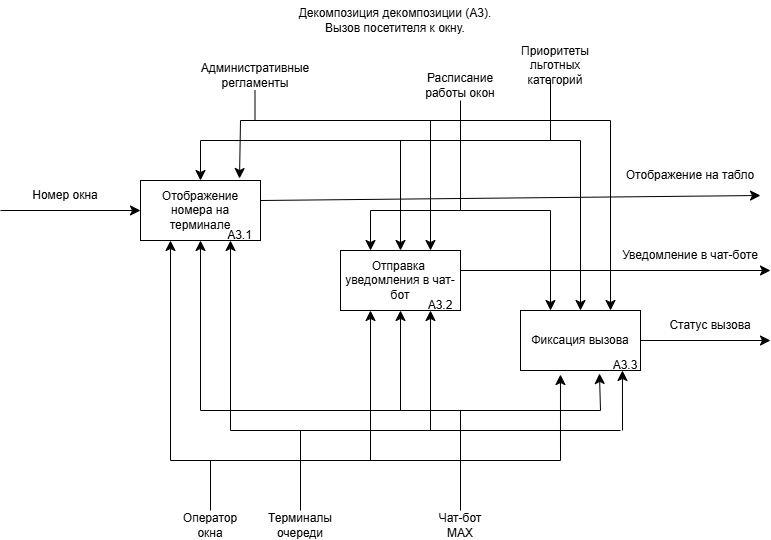 Декомпозиция декомпозиции (А3).
Вызов посетителя к окну.
Административные
регламенты
Расписание
работы окон
Приоритеты
льготных
категорий
Номер окна
Отображение
номера на
терминале
А3.1
Отображение на табло
Отправка
уведомления в чат-
бот
А3.2
Уведомление в чат-боте
Фиксация вызова
А3.3
Статус вызова
Оператор
окна
Терминалы
очереди
Чат-бот
МАХ